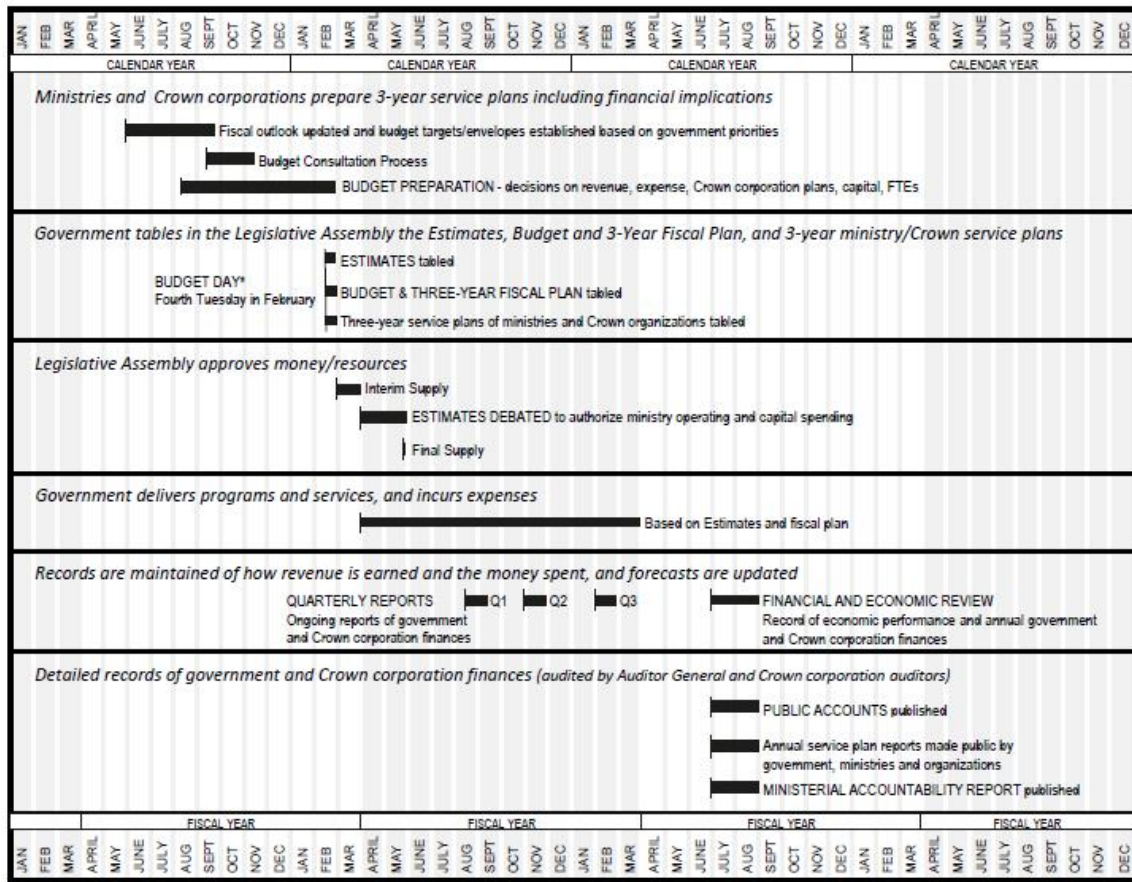 JAN FEB MAR APRIL MAY JUNE JULY AUG SEPT OCT NOV DEC JAN FEB MAR APRIL MAY JUNE JULY AUG SEPT OCT NOV DEC JAN FEB MAR APRIL MAY JUNE JULY AUG SEPT OCT NOV DEC JAN FEB MAR APRIL MAY JUNE JULY AUG SEPT OCT NOV DEC
CALENDAR YEAR CALENDAR YEAR CALENDAR YEAR CALENDAR YEAR
Ministries and Crown corporations prepare 3-year service plans including financial implications
Fiscal outlook updated and budget targets/envelopes established based on government priorities
Budget Consultation Process
BUDGET PREPARATION - decisions on revenue, expense, Crown corporation plans, capital, FTEs
Government tables in the Legislative Assembly the Estimates, Budget and 3-Year Fiscal Plan, and 3-year ministry/Crown service plans
ESTIMATES tabled
BUDGET DAY*
Fourth Tuesday in February
BUDGET & THREE-YEAR FISCAL PLAN tabled
Three-year service plans of ministries and Crown organizations tabled
Legislative Assembly approves money/resources
Interim Supply
ESTIMATES DEBATED to authorize ministry operating and capital spending
Final Supply
Government delivers programs and services, and incurs expenses
Based on Estimates and fiscal plan
Records are maintained of how revenue is earned and the money spent, and forecasts are updated
QUARTERLY REPORTS Q1 Q2 Q3
Ongoing reports of government
and Crown corporation finances
FINANCIAL AND ECONOMIC REVIEW
Record of economic performance and annual government
and Crown corporation finances
Detailed records of government and Crown corporation finances (audited by Auditor General and Crown corporation auditors)
PUBLIC ACCOUNTS published
Annual service plan reports made public by
government, ministries and organizations
MINISTERIAL ACCOUNTABILITY REPORT published
FISCAL YEAR FISCAL YEAR FISCAL YEAR FISCAL YEAR
JAN FEB MAR APRIL MAY JUNE JULY AUG SEPT OCT NOV DEC JAN FEB MAR APRIL MAY JUNE JULY AUG SEPT OCT NOV DEC JAN FEB MAR APRIL MAY JUNE JULY AUG SEPT OCT NOV DEC JAN FEB MAR APRIL MAY JUNE JULY AUG SEPT OCT NOV DEC